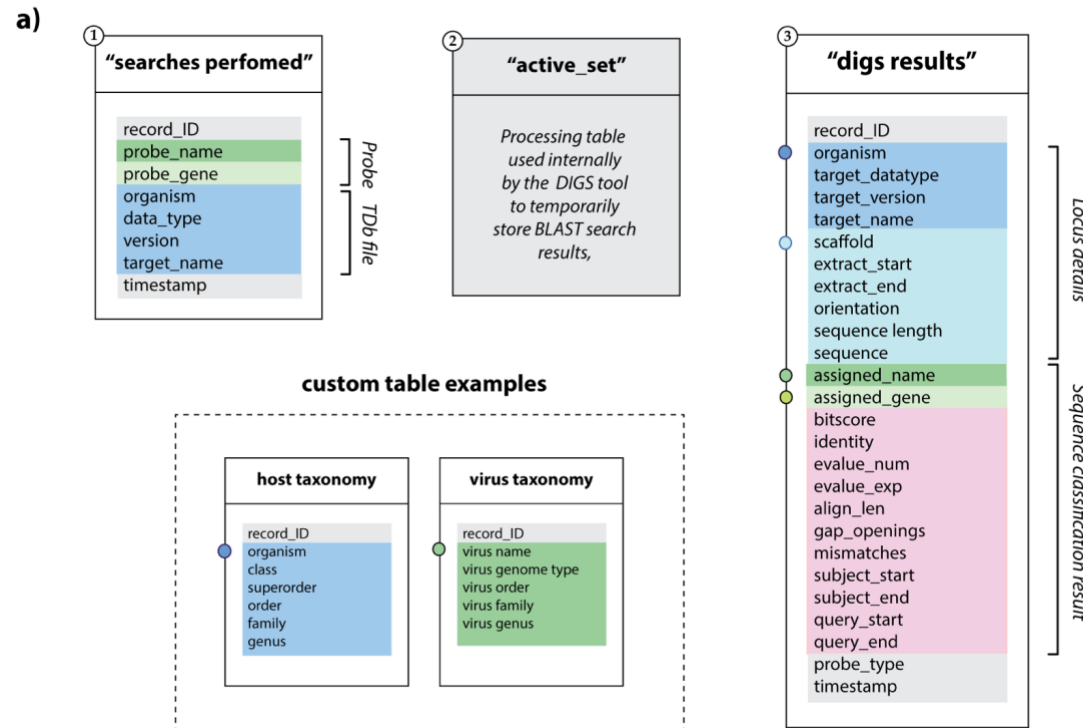 a)
1
"searches perfomed"
record_ID
probe_name
probe_gene
organism
data_type
version
target_name
timestamp
Probe
TDb file
2
"active_set"
Processing table
used internally
by the DIGS tool
to temporarily
store BLAST search
results,
3
"digs results"
record_ID
organism
target_datatype
target_version
target_name
scaffold
extract_start
extract_end
orientation
sequence length
sequence
assigned_name
assigned_gene
bitscore
identity
evalue_num
evalue_exp
align_len
gap_openings
mismatches
subject_start
subject_end
query_start
query_end
probe_type
timestamp
Locus details
Sequence classification result
custom table examples
host taxonomy
record_ID
organism
class
superorder
order
family
genus
virus taxonomy
record_ID
virus name
virus genome type
virus order
virus family
virus genus